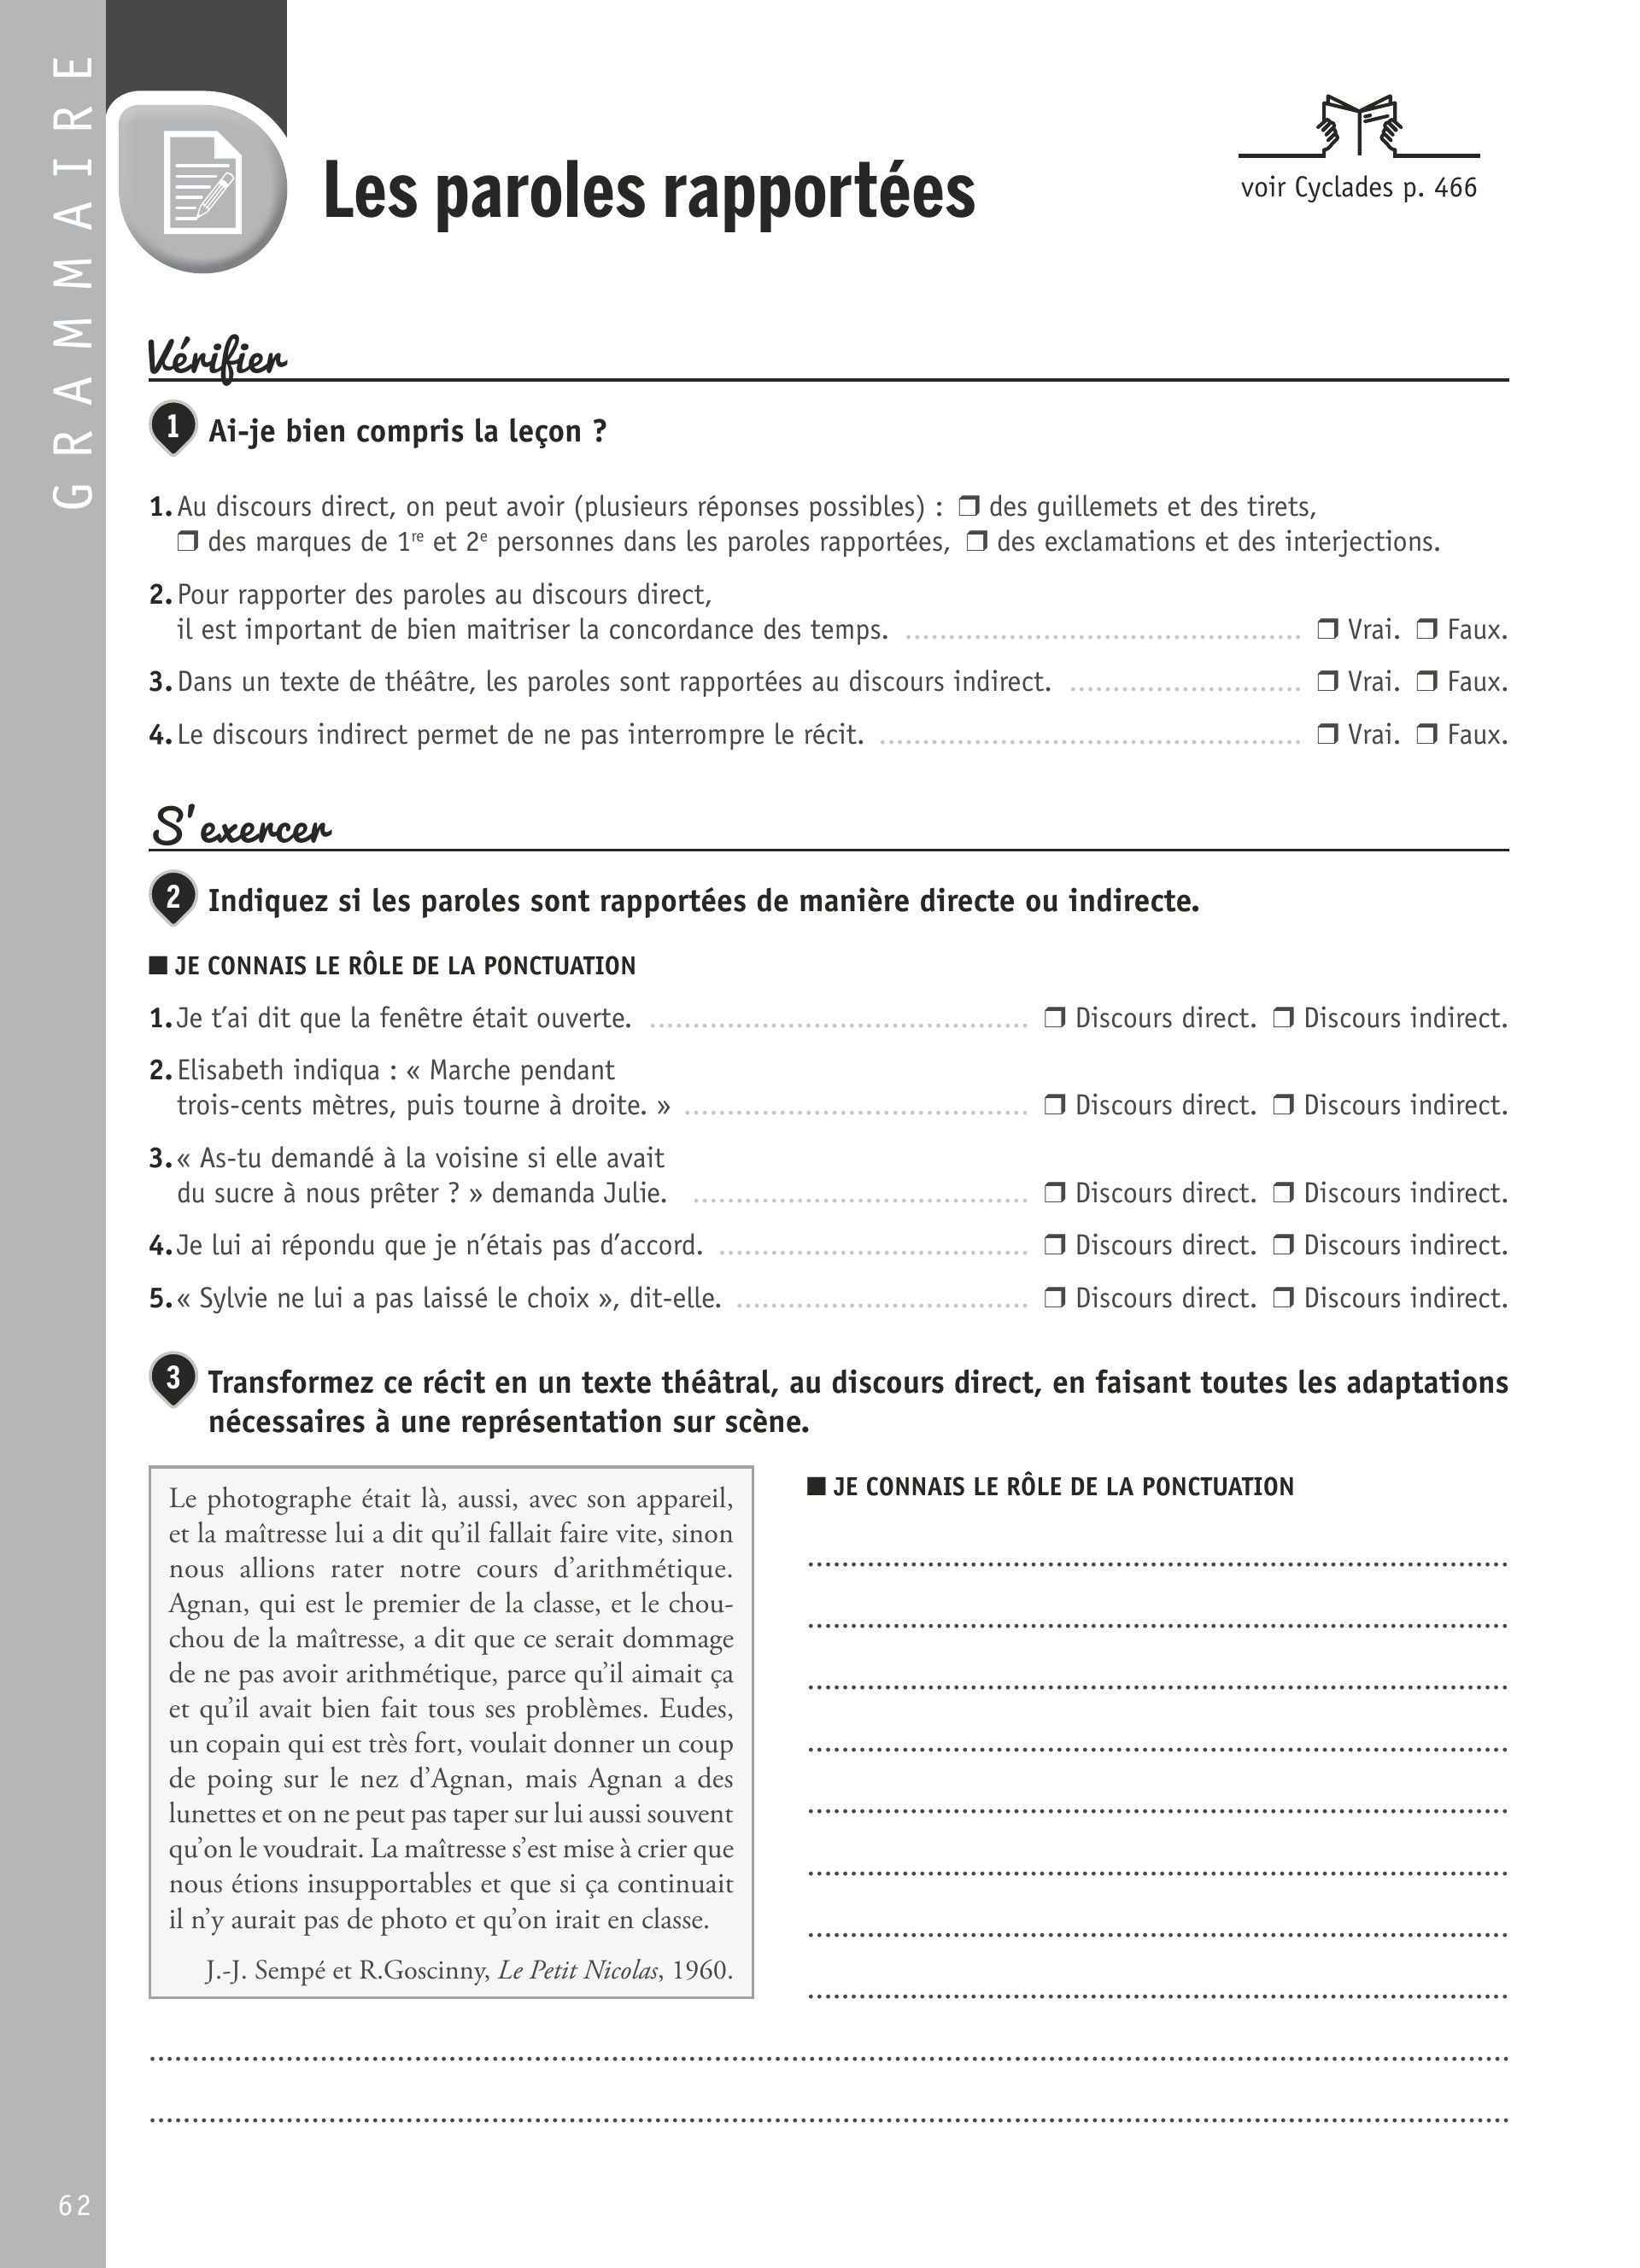 GRAMMAIRE
Les paroles rapportées
voir Cyclades p. 466
Vérifier
1 Ai-je bien compris la leçon ?
1. Au discours direct, on peut avoir (plusieurs réponses possibles) : ❒ des guillemets et des tirets,
❒ des marques de 1re et 2e personnes dans les paroles rapportées, ❒ des exclamations et des interjections.
2. Pour rapporter des paroles au discours direct,
il est important de bien maitriser la concordance des temps. ❒ Vrai. ❒ Faux.
3. Dans un texte de théâtre, les paroles sont rapportées au discours indirect. ❒ Vrai. ❒ Faux.
4. Le discours indirect permet de ne pas interrompre le récit. ❒ Vrai. ❒ Faux.
S'exercer
2 Indiquez si les paroles sont rapportées de manière directe ou indirecte.
■ JE CONNAIS LE RÔLE DE LA PONCTUATION
1. Je t’ai dit que la fenêtre était ouverte. ❒ Discours direct. ❒ Discours indirect.
2. Elisabeth indiqua : « Marche pendant
trois-cents mètres, puis tourne à droite. » ❒ Discours direct. ❒ Discours indirect.
3. « As-tu demandé à la voisine si elle avait
du sucre à nous prêter ? » demanda Julie. ❒ Discours direct. ❒ Discours indirect.
4. Je lui ai répondu que je n’étais pas d’accord. ❒ Discours direct. ❒ Discours indirect.
5. « Sylvie ne lui a pas laissé le choix », dit-elle. ❒ Discours direct. ❒ Discours indirect.
3 Transformez ce récit en un texte théâtral, au discours direct, en faisant toutes les adaptations
nécessaires à une représentation sur scène.
Le photographe était là, aussi, avec son appareil,
et la maîtresse lui a dit qu’il fallait faire vite, sinon
nous allions rater notre cours d’arithmétique.
Agnan, qui est le premier de la classe, et le chou-
chou de la maîtresse, a dit que ce serait dommage
de ne pas avoir arithmétique, parce qu’il aimait ça
et qu’il avait bien fait tous ses problèmes. Eudes,
un copain qui est très fort, voulait donner un coup
de poing sur le nez d’Agnan, mais Agnan a des
lunettes et on ne peut pas taper sur lui aussi souvent
qu’on le voudrait. La maîtresse s’est mise à crier que
nous étions insupportables et que si ça continuait
il n’y aurait pas de photo et qu’on irait en classe.
J.-J. Sempé et R.Goscinny, Le Petit Nicolas, 1960.
■ JE CONNAIS LE RÔLE DE LA PONCTUATION
62